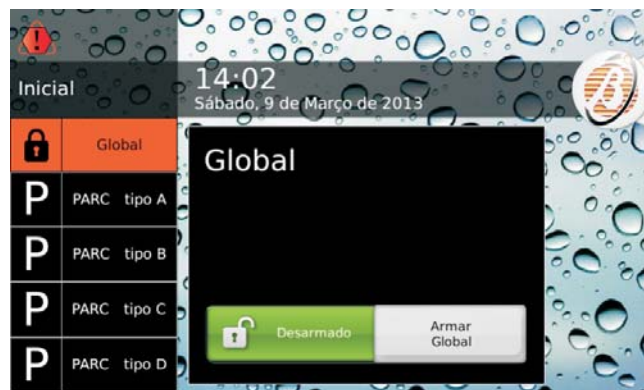 Inicial
14:02
Sábado, 9 de Março de 2013
Global
P PARC tipo A
P PARC tipo B
P PARC tipo C
P PARC tipo D
Global
Desarmado
Armar
Global